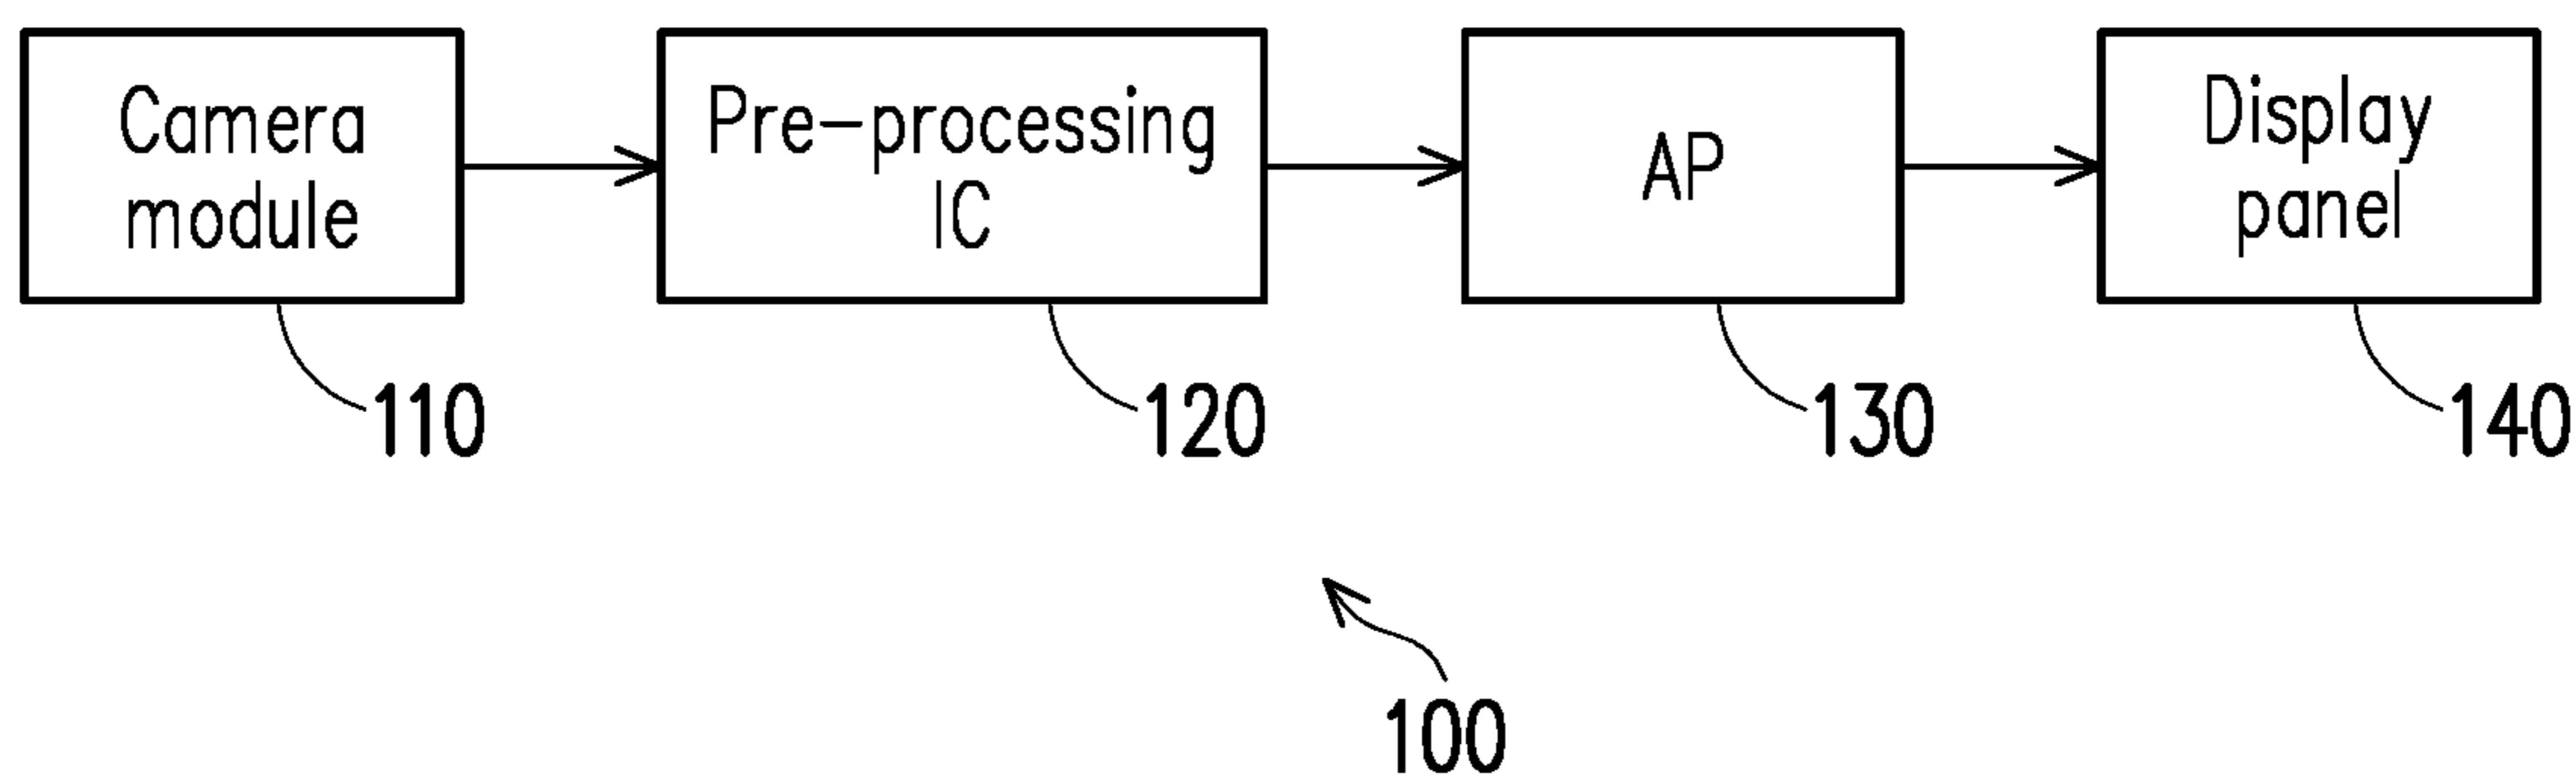 Camera
module
Pre-processing
IC
AP
Display
panel
110
120
130
140
100